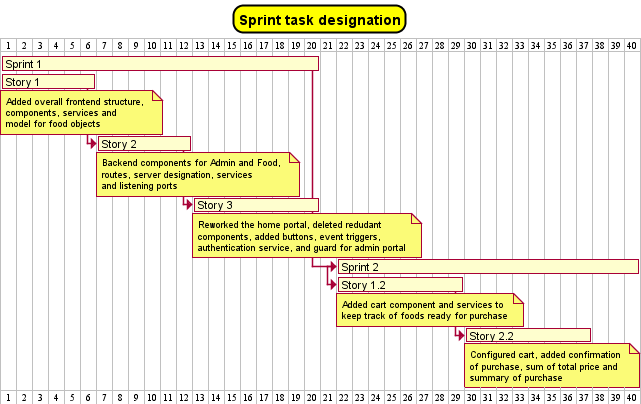 Sprint task designation
1 2 3 4 5 6 7 8 9 10 11 12 13 14 15 16 17 18 19 20 21 22 23 24 25 26 27 28 29 30 31 32 33 34 35 36 37 38 39 40
Sprint 1
Story 1
Added overall frontend structure,
components, services and
model for food objects
Story 2
Backend components for Admin and Food,
routes, server designation, services
and listening ports
Story 3
Reworked the home portal, deleted redudant
components, added buttons, event triggers,
authentication service, and guard for admin portal
Sprint 2
Story 1.2
Added cart component and services to
keep track of foods ready for purchase
Story 2.2
Configured cart, added confirmation
of purchase, sum of total price and
summary of purchase
1 2 3 4 5 6 7 8 9 10 11 12 13 14 15 16 17 18 19 20 21 22 23 24 25 26 27 28 29 30 31 32 33 34 35 36 37 38 39 40